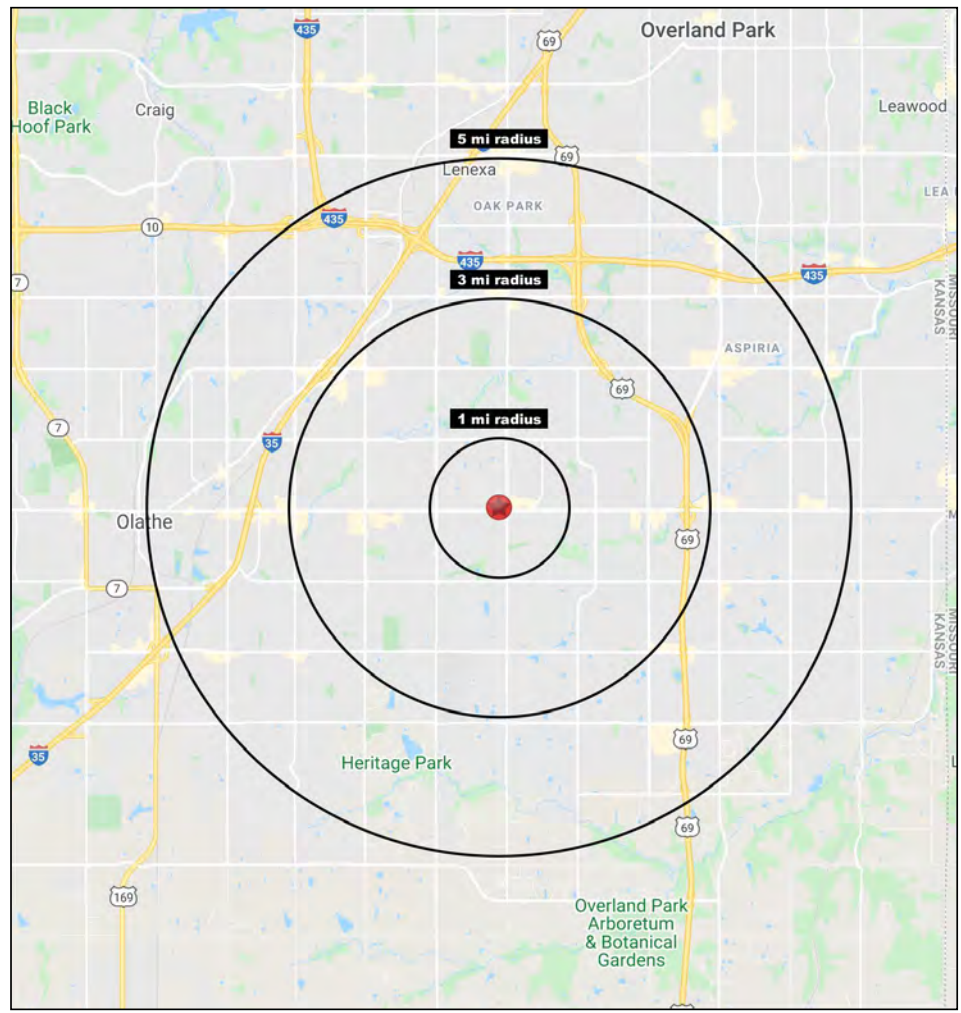 435
69
Overland Park
Black
Hoof Park
Craig
Leawood
5 mi radius
69
Lenexa
LEA
OAK PARK
435
10
435
435
7
3 mi radius
MISSOURI
KANSAS
ASPIRIA
69
1 mi radius
7
35
Olathe
M
69
7
MISSOURI
KANSAS
69
35
Heritage Park
L
69
169
Overland Park
Arboretum
& Botanical
Gardens